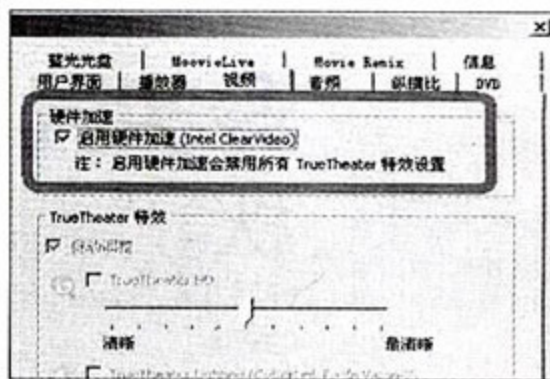 蓝光光盘 | MoovieLive | Movie Remix | 信息
用户界面 | 播放器 | 视频 | 音频 | 纵横比 | DVD
硬件加速
启用硬件加速 (Intel ClearVideo)
注：启用硬件加速会禁用所有 TrueTheater 特效设置
TrueTheater 特效
TrueTheater HD
清晰 最清晰
TrueTheater